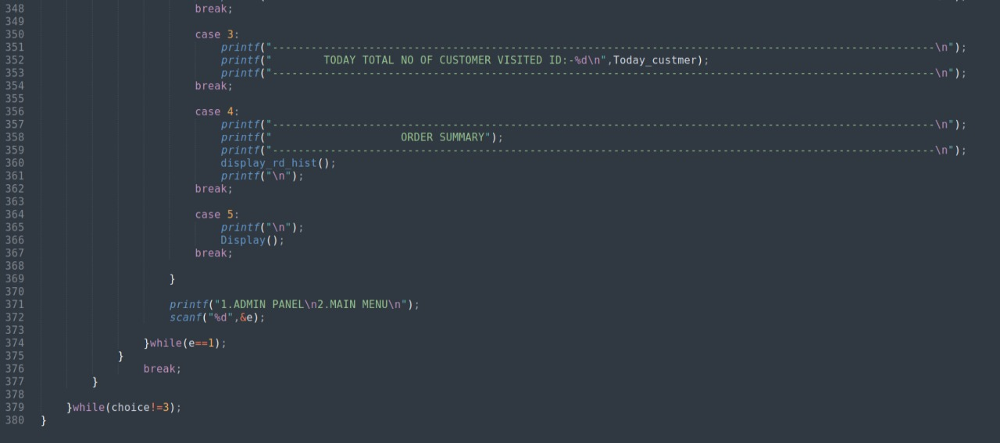 348 break;
349
350 case 3:
351 printf("-------------------------------------------------------------------------------------------------------\n");
352 printf("        TODAY TOTAL NO OF CUSTOMER VISITED ID:-%d\n",Today_custmer);
353 printf("-------------------------------------------------------------------------------------------------------\n");
354 break;
355
356 case 4:
357 printf("-------------------------------------------------------------------------------------------------------\n");
358 printf("                    ORDER SUMMARY");
359 printf("-------------------------------------------------------------------------------------------------------\n");
360 display_rd_hist();
361 printf("\n");
362 break;
363
364 case 5:
365 printf("\n");
366 Display();
367 break;
368
369 }
370
371 printf("1.ADMIN PANEL\n2.MAIN MENU\n");
372 scanf("%d",&e);
373
374 }while(e==1);
375 }
376 break;
377 }
378
379 }while(choice!=3);
380 }